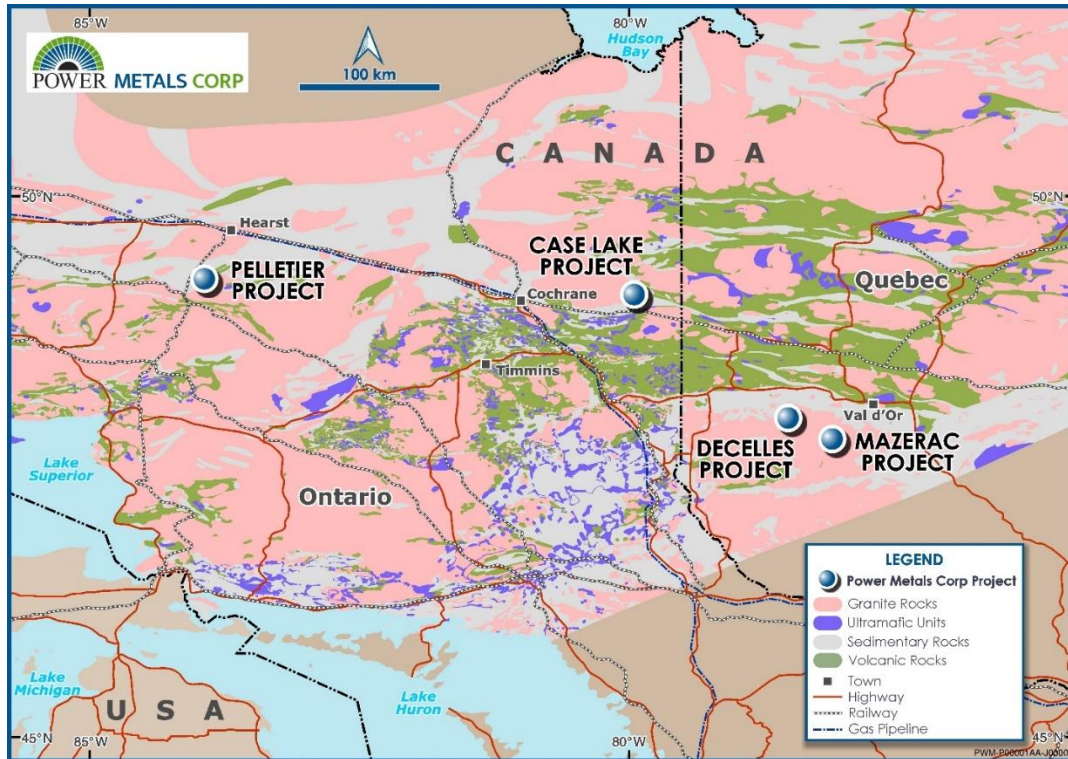 85°W
80°W
Hudson
Bay
POWER METALS CORP
100 km
CANADA
50°N
50°N
Hearst
PELLETIER
PROJECT
CASE LAKE
PROJECT
Cochrane
Quebec
Timmins
Val d'Or
DECELLES
PROJECT
MAZERAC
PROJECT
Lake
Superior
Ontario
LEGEND
Power Metals Corp Project
Granite Rocks
Ultramafic Units
Sedimentary Rocks
Volcanic Rocks
Town
Highway
Railway
Gas Pipeline
Lake
Michigan
USA
Lake
Huron
45°N
85°W
80°W
45°N